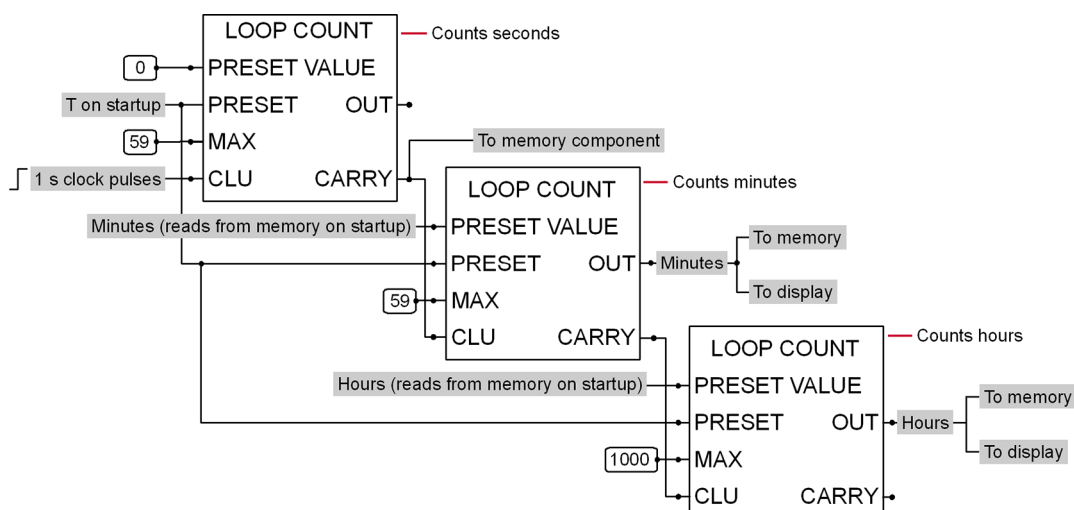 LOOP COUNT
Counts seconds
0
PRESET VALUE
T on startup
PRESET
OUT
59
MAX
To memory component
1 s clock pulses
CLU
CARRY
LOOP COUNT
Counts minutes
Minutes (reads from memory on startup)
PRESET VALUE
To memory
PRESET
OUT
Minutes
To display
59
MAX
CLU
CARRY
Counts hours
LOOP COUNT
Hours (reads from memory on startup)
PRESET VALUE
To memory
PRESET
OUT
Hours
To display
1000
MAX
CLU
CARRY